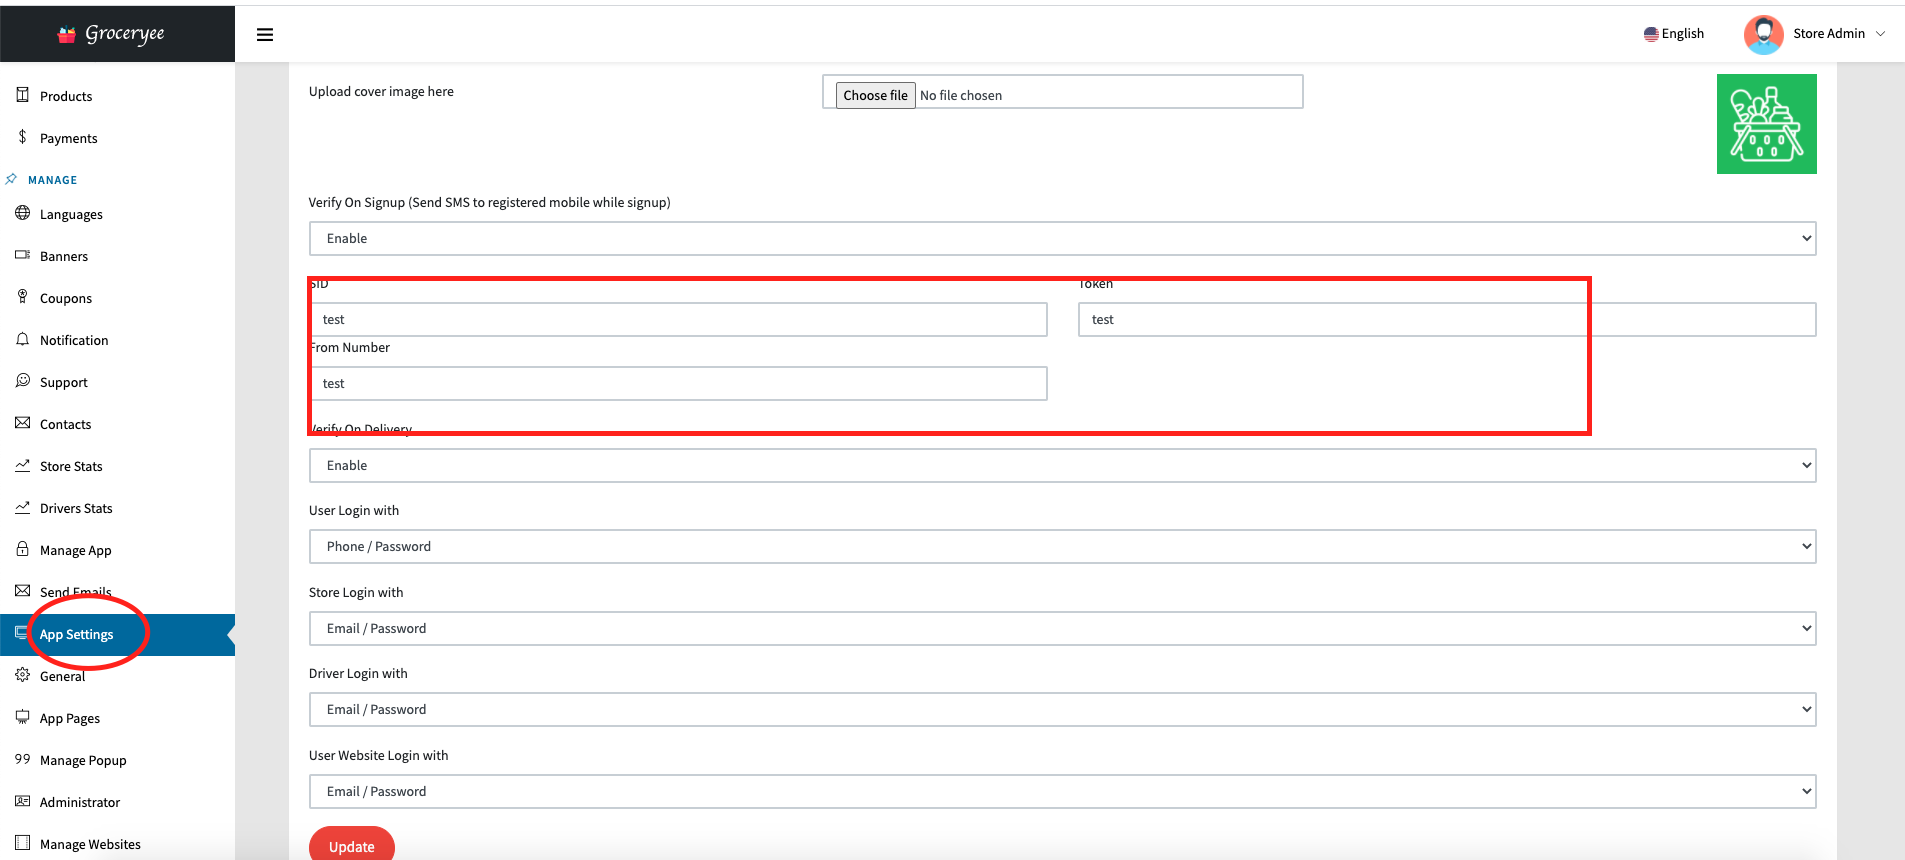 Groceryee
English
Store Admin
Products
Payments
MANAGE
Languages
Banners
Coupons
Notification
Support
Contacts
Store Stats
Drivers Stats
Manage App
Send Emails
App Settings
General
App Pages
99 Manage Popup
Administrator
Manage Websites
Upload cover image here
Choose file No file chosen
Verify On Signup (Send SMS to registered mobile while signup)
Enable
SID
Token
test
test
From Number
test
Verify On Delivery
Enable
User Login with
Phone / Password
Store Login with
Email / Password
Driver Login with
Email / Password
User Website Login with
Email / Password
Update